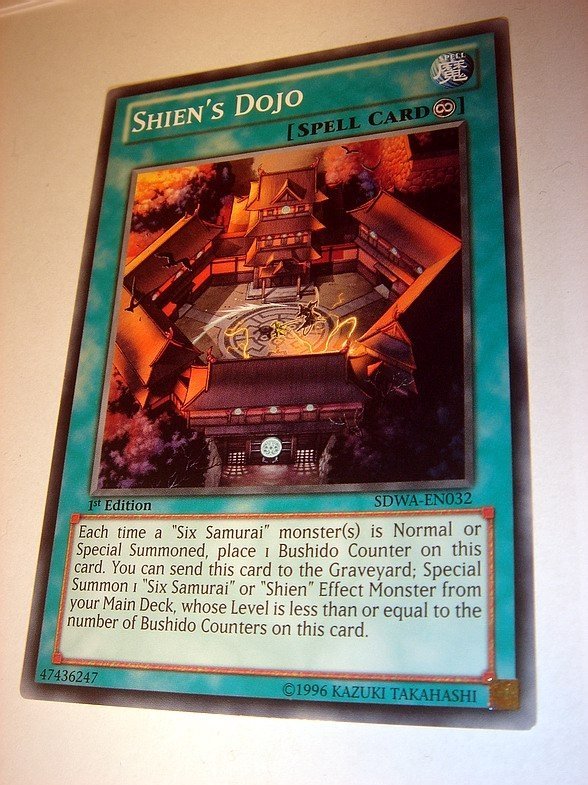 SPELL
魔
SHIEN'S DOJO
[SPELL CARD♾]
1st Edition
SDWA-EN032
Each time a "Six Samurai" monster(s) is Normal or
Special Summoned, place 1 Bushido Counter on this
card. You can send this card to the Graveyard; Special
Summon 1 "Six Samurai" or "Shien" Effect Monster from
your Main Deck, whose Level is less than or equal to the
number of Bushido Counters on this card.
47436247
©1996 KAZUKI TAKAHASHI